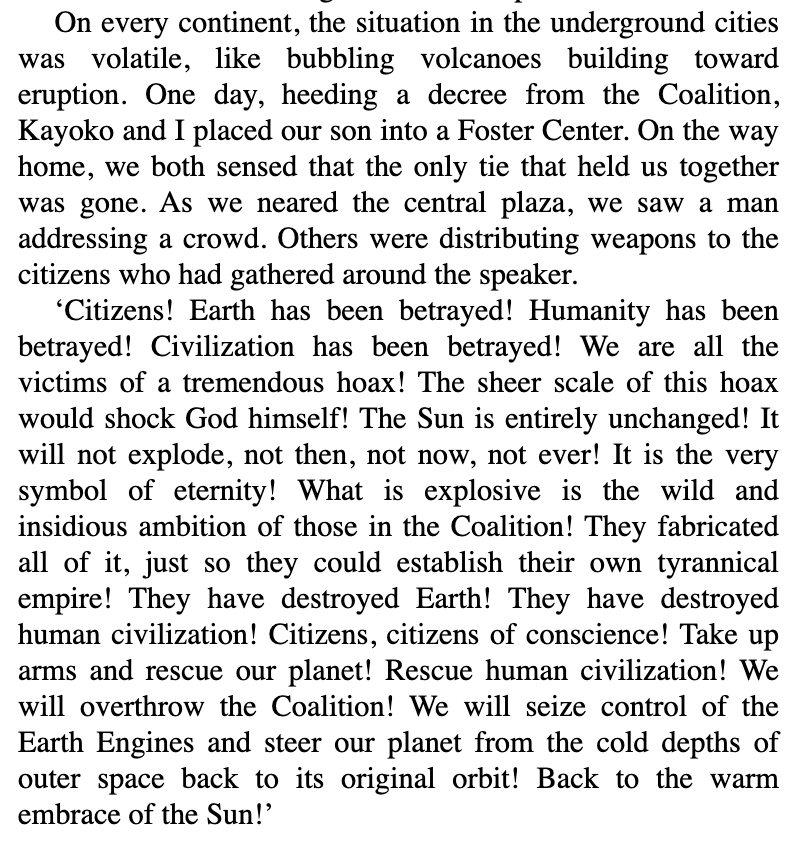 On every continent, the situation in the underground cities
was volatile, like bubbling volcanoes building toward
eruption. One day, heeding a decree from the Coalition,
Kayoko and I placed our son into a Foster Center. On the way
home, we both sensed that the only tie that held us together
was gone. As we neared the central plaza, we saw a man
addressing a crowd. Others were distributing weapons to the
citizens who had gathered around the speaker.
‘Citizens! Earth has been betrayed! Humanity has been
betrayed! Civilization has been betrayed! We are all the
victims of a tremendous hoax! The sheer scale of this hoax
would shock God himself! The Sun is entirely unchanged! It
will not explode, not then, not now, not ever! It is the very
symbol of eternity! What is explosive is the wild and
insidious ambition of those in the Coalition! They fabricated
all of it, just so they could establish their own tyrannical
empire! They have destroyed Earth! They have destroyed
human civilization! Citizens, citizens of conscience! Take up
arms and rescue our planet! Rescue human civilization! We
will overthrow the Coalition! We will seize control of the
Earth Engines and steer our planet from the cold depths of
outer space back to its original orbit! Back to the warm
embrace of the Sun!’